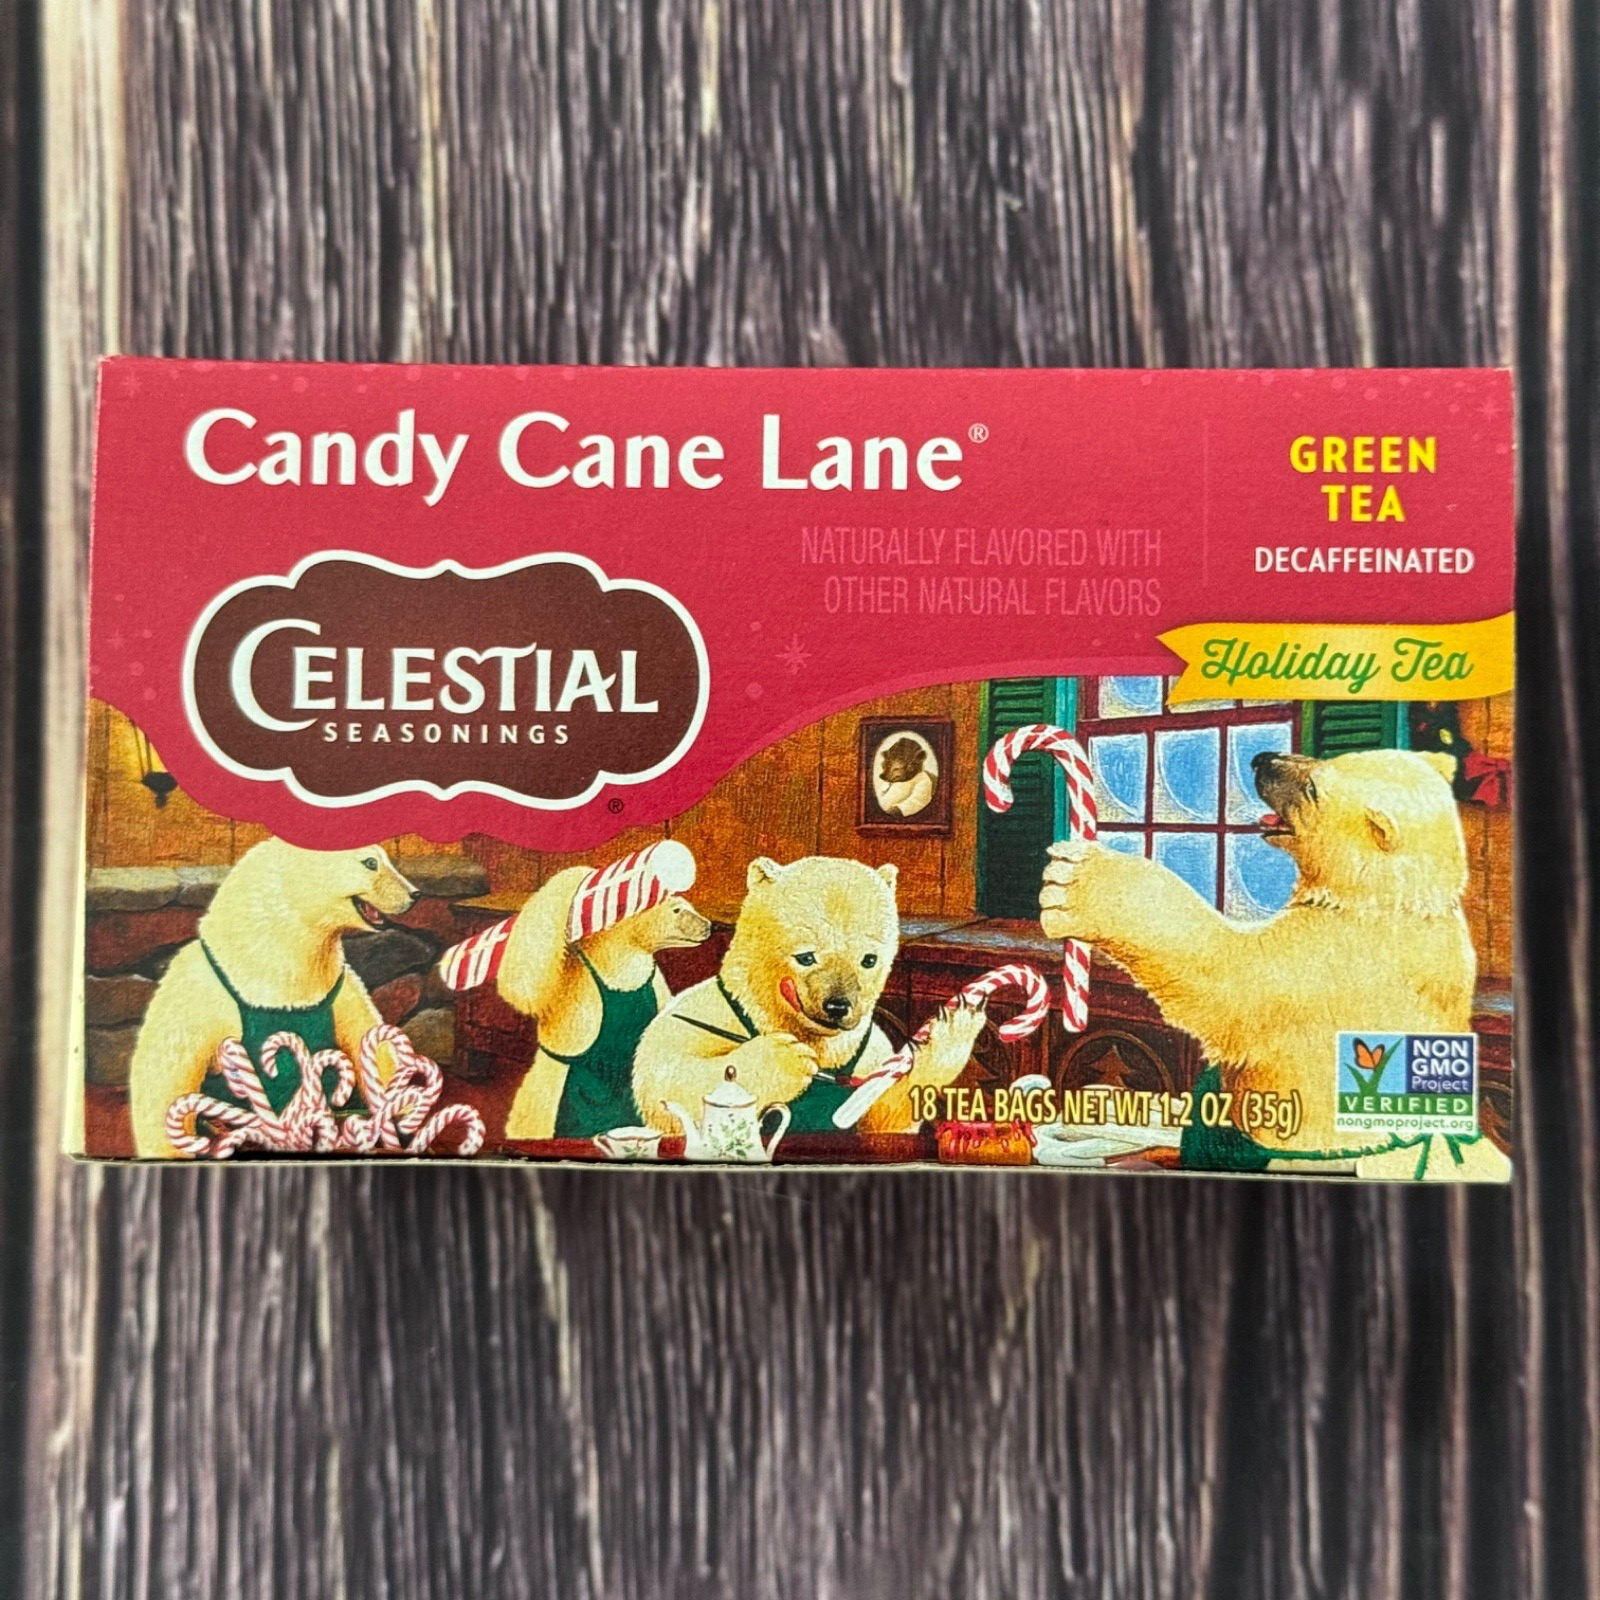 Candy Cane Lane®
GREEN
TEA
DECAFFEINATED
NATURALLY FLAVORED WITH
OTHER NATURAL FLAVORS
Holiday Tea
CELESTIAL
SEASONINGS
®
18 TEA BAGS NET WT 1.2 OZ (35g)
NON
GMO
Project
VERIFIED
nongmoproject.org